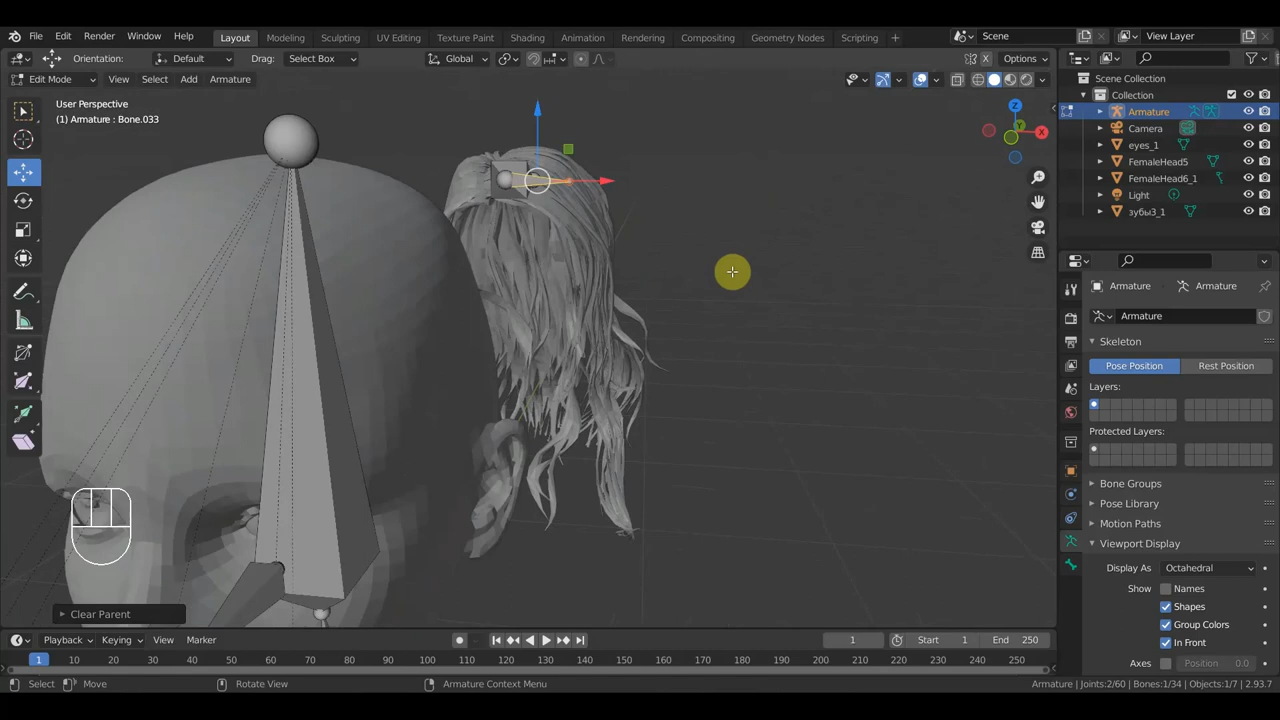 File Edit Render Window Help Layout Modeling Sculpting UV Editing Texture Paint Shading Animation Rendering Compositing Geometry Nodes Scripting + Scene View Layer
Orientation: Default Drag: Select Box Global Options
Edit Mode View Select Add Armature
User Perspective
(1) Armature : Bone.033
X Y Z
Scene Collection
Collection
Armature
Camera
eyes_1
FemaleHead5
FemaleHead6_1
Light
зубы3_1
Armature Armature
Armature
Skeleton
Pose Position Rest Position
Layers:
Protected Layers:
Bone Groups
Pose Library
Motion Paths
Viewport Display
Display As Octahedral
Show Names
Shapes
Group Colors
In Front
Axes Position 0.0
Clear Parent
Playback Keying View Marker 1 Start 1 End 250
1 10 20 30 40 50 60 70 80 90 100 110 120 130 140 150 160 170 180 190 200 210 220 230 240 250
Select Move Rotate View Armature Context Menu Armature | Joints:2/60 | Bones:1/34 | Objects:1/7 | 2.93.7